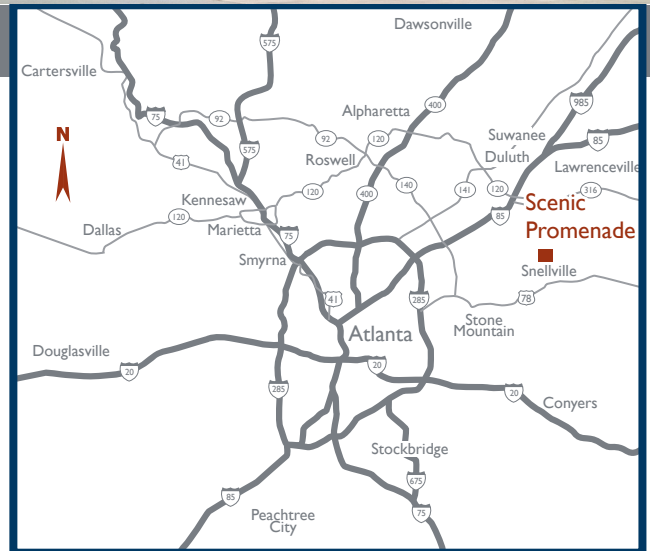 Dawsonville
575
Cartersville
985
400
75
92
Alpharetta
92
120
Suwanee
85
575
Roswell
Duluth
41
Lawrenceville
120
400
140
141
120
316
N
Kennesaw
Scenic
Promenade
120
Marietta
75
85
Dallas
Smyrna
Snellville
41
285
78
Stone
Mountain
Atlanta
Douglasville
20
20
285
20
Conyers
Stockbridge
675
85
75
Peachtree
City